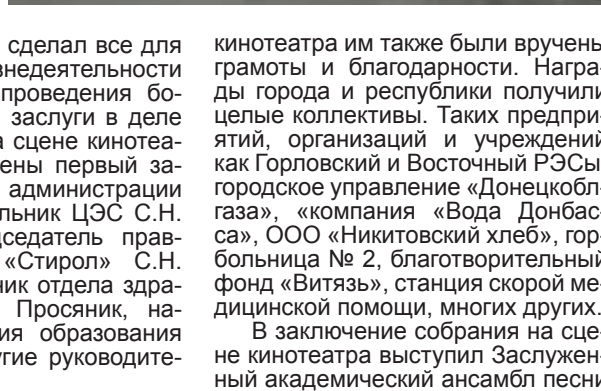 сделал все для
знедеятельности
проведения бо-
заслуги в деле
а сцене кинотеа-
ены первый за-
администрации
льник ЦЭС С.Н.
дседатель прав-
«Стирол» С.Н.
ник отдела здра-
Просяник, на-
ия образования
угие руководите-
кинотеатра им также были вручены
грамоты и благодарности. Награ-
ды города и республики получили
целые коллективы. Таких предпри-
ятий, организаций и учреждений
как Горловский и Восточный РЭСы,
городское управление «Донецкобл-
газа», «компания «Вода Донбас-
са», ООО «Никитовский хлеб», гор-
больница № 2, благотворительный
фонд «Витязь», станция скорой ме-
дицинской помощи, многих других.
В заключение собрания на сце-
не кинотеатра выступил Заслужен-
ный академический ансамбл песни